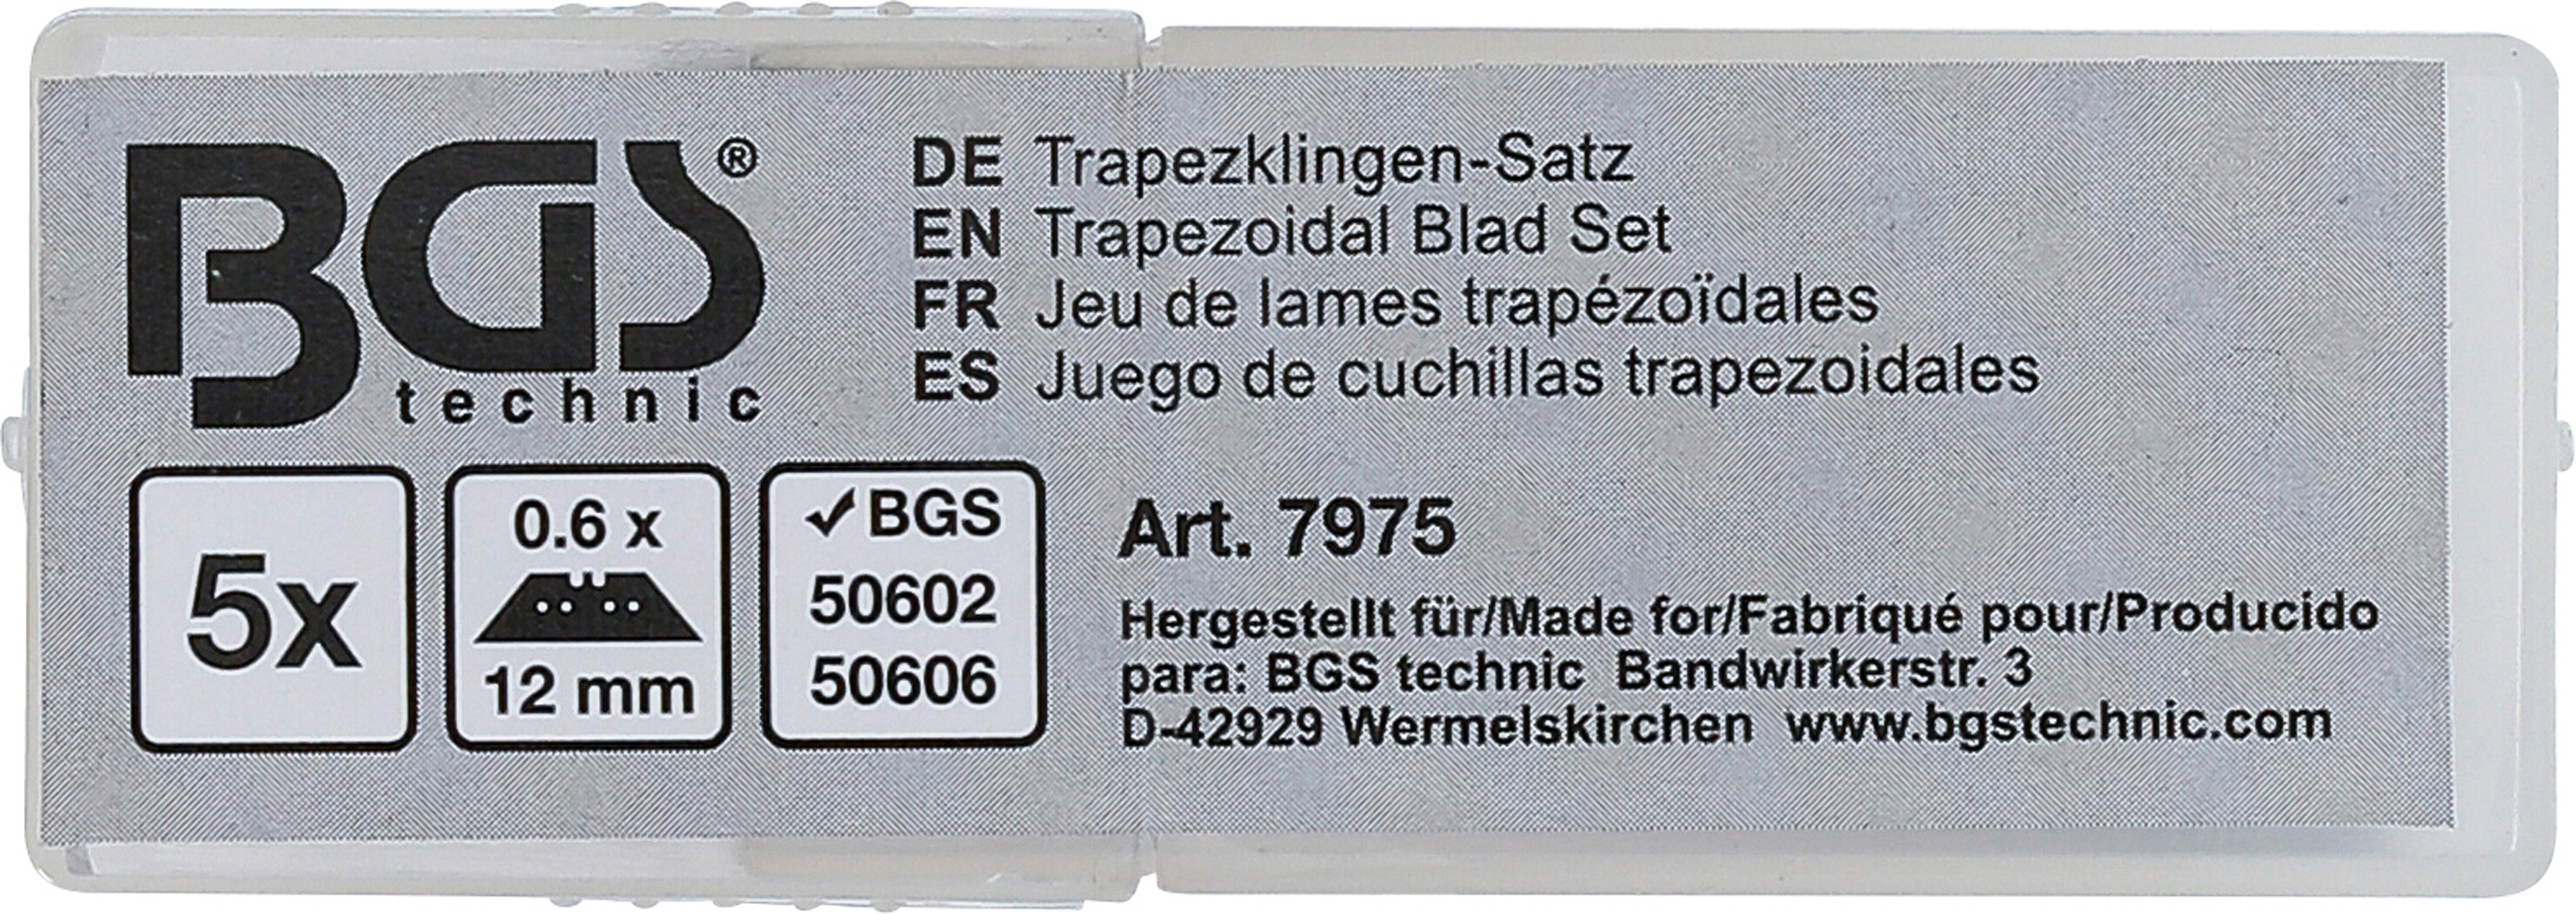 BGS®
technic
DE Trapezklingen-Satz
EN Trapezoidal Blad Set
FR Jeu de lames trapézoïdales
ES Juego de cuchillas trapezoidales
5x
0.6 x
12 mm
✓BGS
50602
50606
Art. 7975
Hergestellt für/Made for/Fabriqué pour/Producido
para: BGS technic Bandwirkerstr. 3
D-42929 Wermelskirchen www.bgstechnic.com